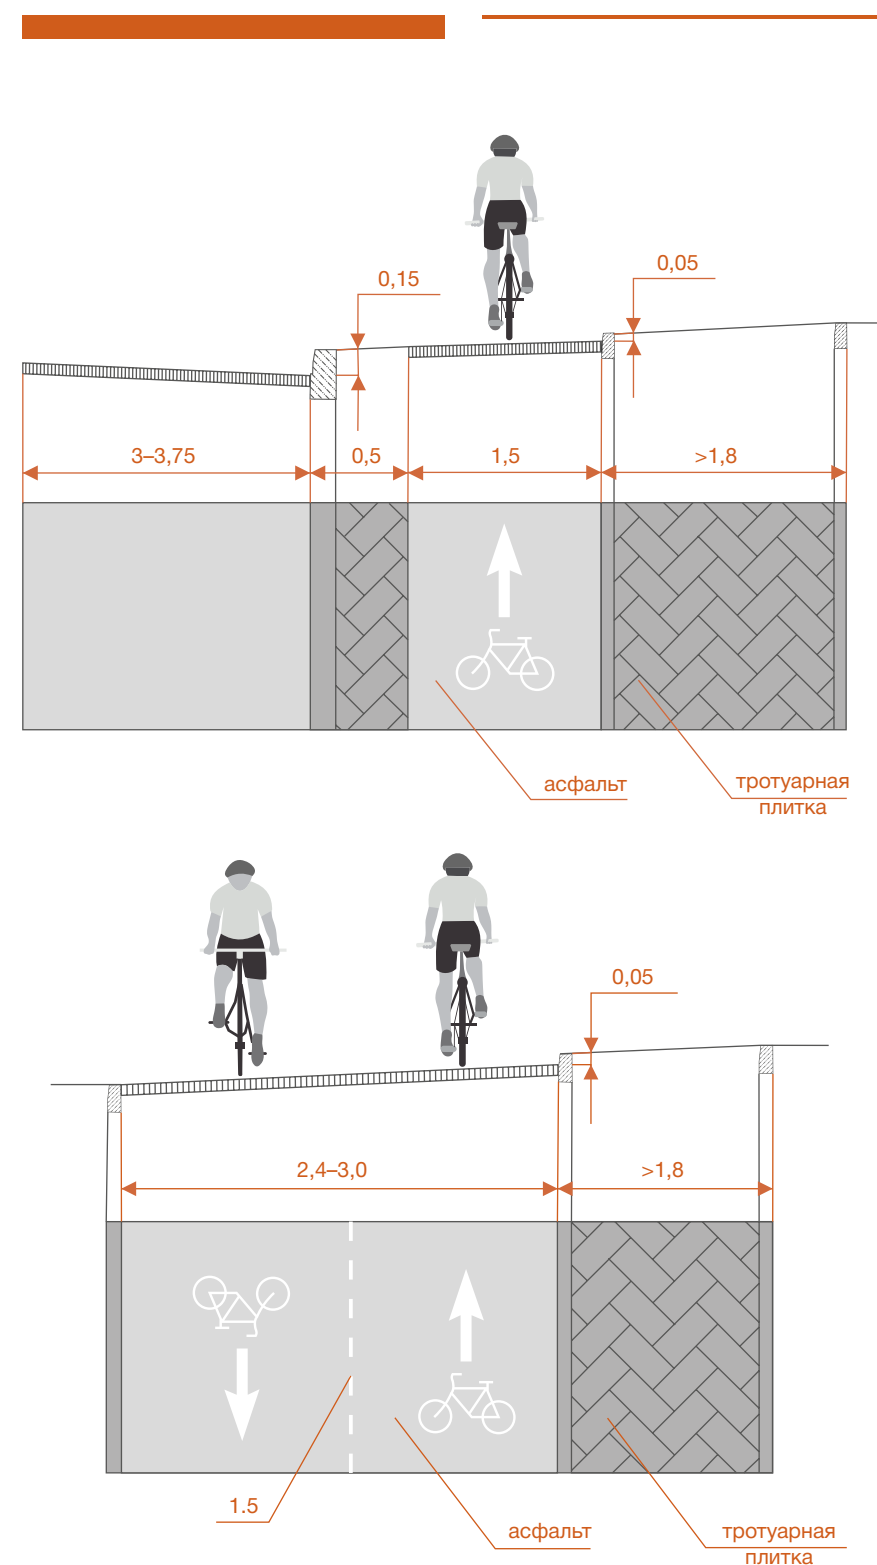 0,05
0,15
3–3,75
0,5
1,5
>1,8
асфальт
тротуарная
плитка
0,05
2,4–3,0
>1,8
1.5
асфальт
тротуарная
плитка